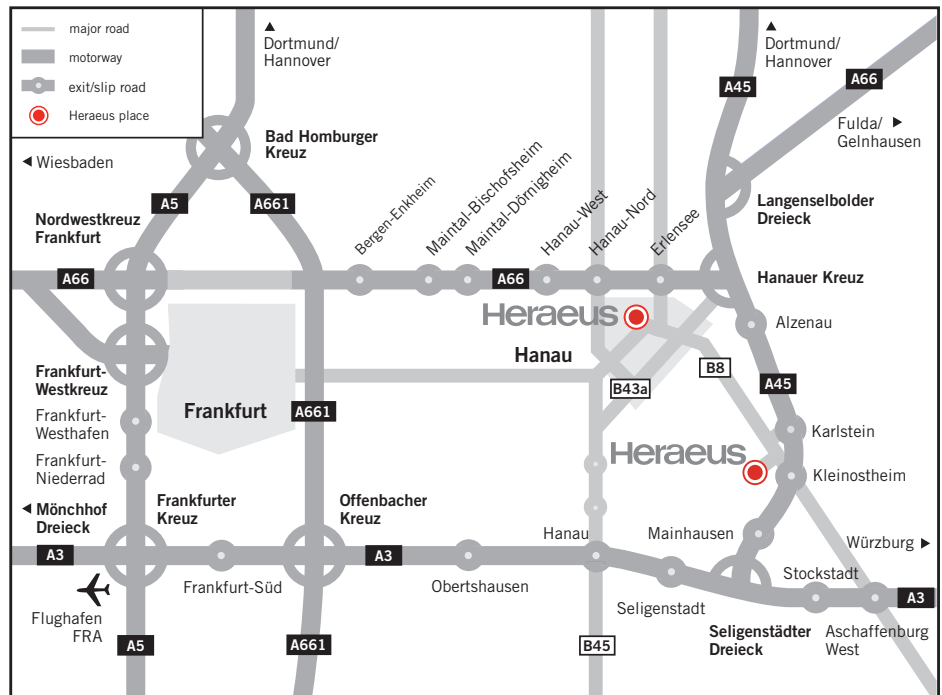 major road
motorway
exit/slip road
Heraeus place
Dortmund/
Hannover
Dortmund/
Hannover
A45
A66
Fulda/
Gelnhausen
Bad Homburger
Kreuz
Wiesbaden
A5
A661
Nordwestkreuz
Frankfurt
Bergen-Enkheim
Maintal-Bischofsheim
Maintal-Dörnigheim
Hanau-West
Hanau-Nord
Erlensee
Langenselbolder
Dreieck
A66
A66
Hanauer Kreuz
Heraeus
Alzenau
Hanau
Frankfurt-
Westkreuz
B8
B43a
A45
Frankfurt
A661
Frankfurt-
Westhafen
Karlstein
Heraeus
Frankfurt-
Niederrad
Kleinostheim
Mönchhof
Dreieck
Frankfurter
Kreuz
Offenbacher
Kreuz
Hanau
Mainhausen
Würzburg
A3
A3
Frankfurt-Süd
Obertshausen
Stockstadt
Seligenstadt
A3
Flughafen
FRA
A5
A661
B45
Seligenstädter
Dreieck
Aschaffenburg
West